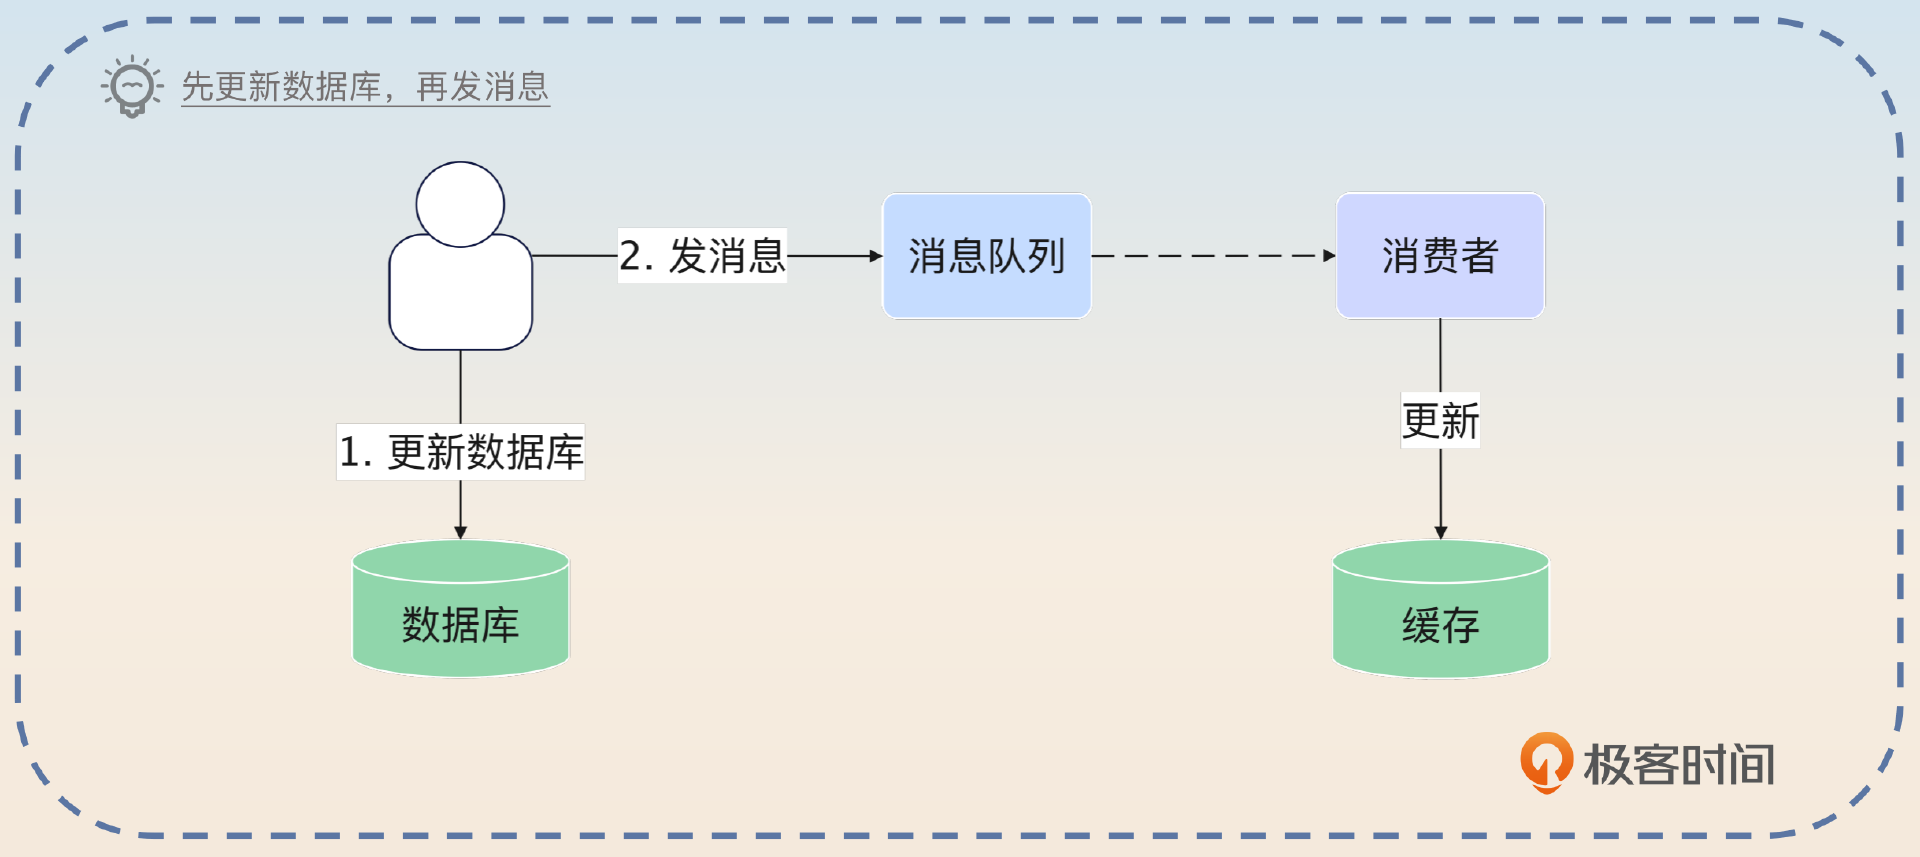 先更新数据库，再发消息
2. 发消息
消息队列
消费者
更新
1. 更新数据库
数据库
缓存
极客时间